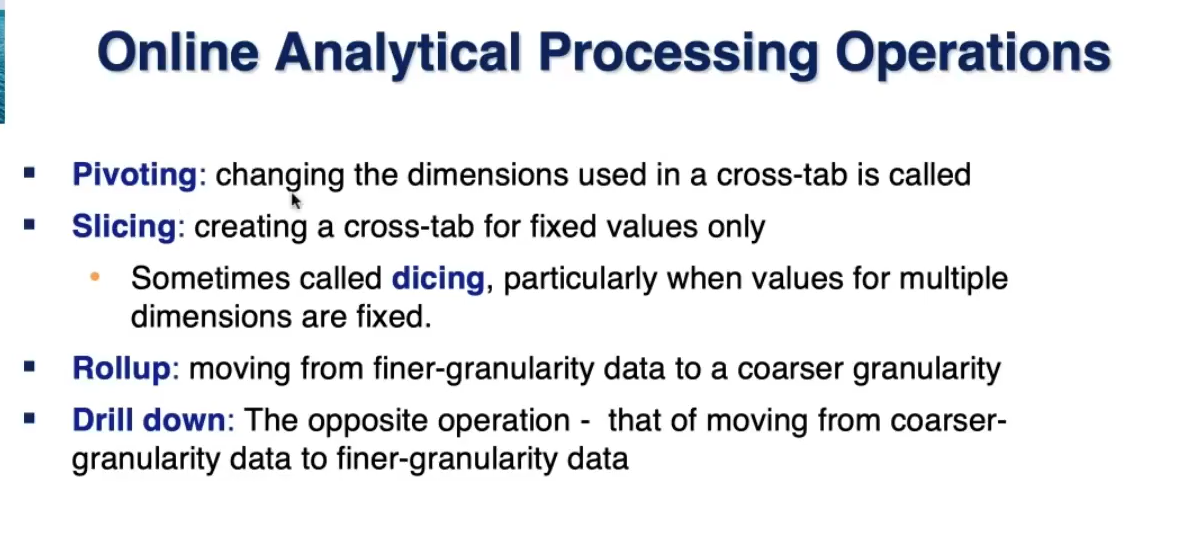 Online Analytical Processing Operations
▪ Pivoting: changing the dimensions used in a cross-tab is called
▪ Slicing: creating a cross-tab for fixed values only
• Sometimes called dicing, particularly when values for multiple
dimensions are fixed.
▪ Rollup: moving from finer-granularity data to a coarser granularity
▪ Drill down: The opposite operation -  that of moving from coarser-
granularity data to finer-granularity data